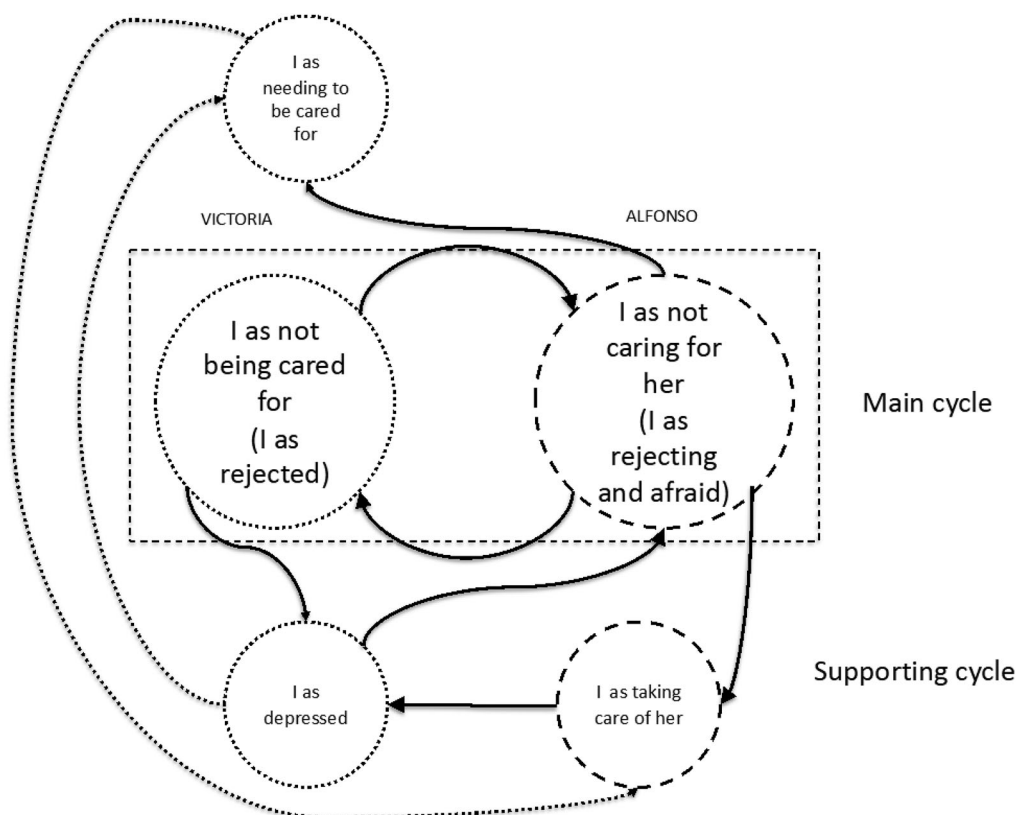 I as
needing to
be cared
for
VICTORIA
ALFONSO
I as not
being cared
for
(I as
rejected)
I as not
caring for
her
(I as
rejecting
and afraid)
Main cycle
I as
depressed
I as taking
care of her
Supporting cycle